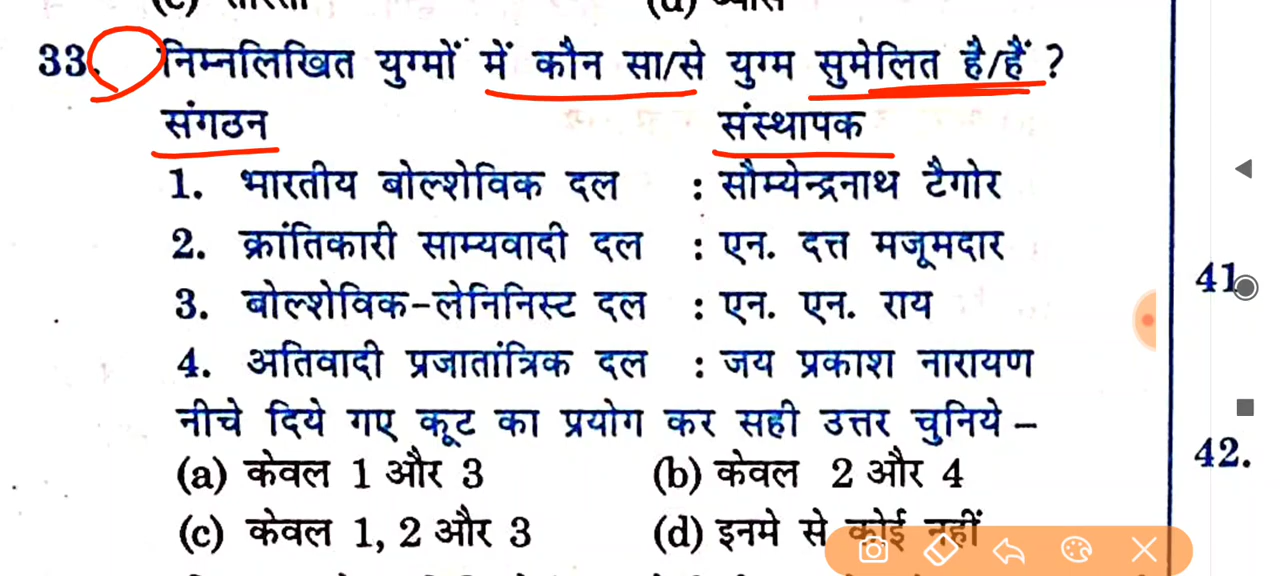 33. निम्नलिखित युग्मों में कौन सा/से युग्म सुमेलित है/हैं ?
संगठन संस्थापक
1. भारतीय बोल्शेविक दल : सौम्येन्द्रनाथ टैगोर
2. क्रांतिकारी साम्यवादी दल : एन. दत्त मजूमदार
3. बोल्शेविक-लेनिनिस्ट दल : एन. एन. राय
4. अतिवादी प्रजातांत्रिक दल : जय प्रकाश नारायण
नीचे दिये गए कूट का प्रयोग कर सही उत्तर चुनिये –
(a) केवल 1 और 3 (b) केवल 2 और 4
(c) केवल 1, 2 और 3 (d) इनमे से कोई नहीं
41
42.